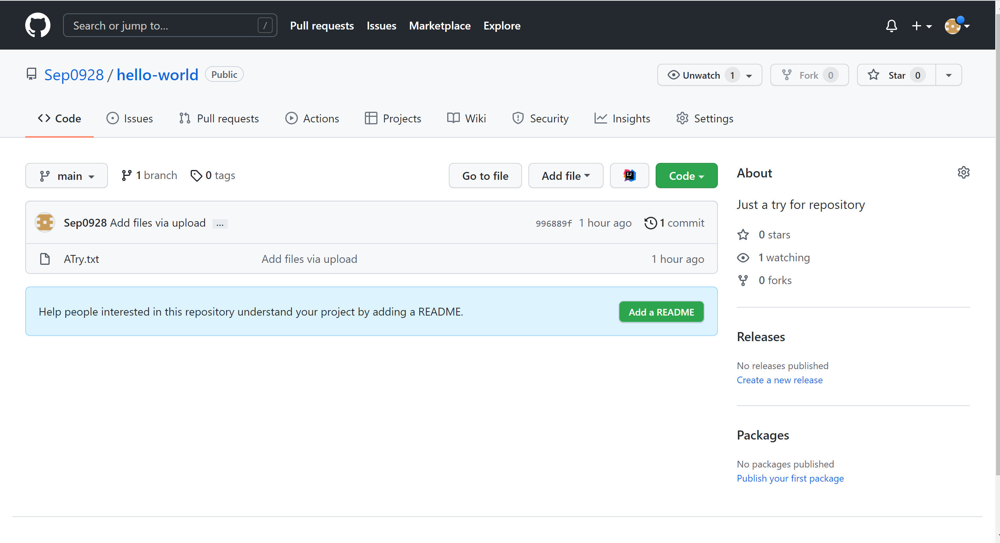 Search or jump to... /
Pull requests Issues Marketplace Explore
Sep0928 / hello-world Public
Unwatch 1 Fork 0 Star 0
Code Issues Pull requests Actions Projects Wiki Security Insights Settings
main 1 branch 0 tags Go to file Add file IJ Code
Sep0928 Add files via upload ... 996889f 1 hour ago 1 commit
ATry.txt Add files via upload 1 hour ago
Help people interested in this repository understand your project by adding a README. Add a README
About
Just a try for repository
0 stars
1 watching
0 forks
Releases
No releases published
Create a new release
Packages
No packages published
Publish your first package